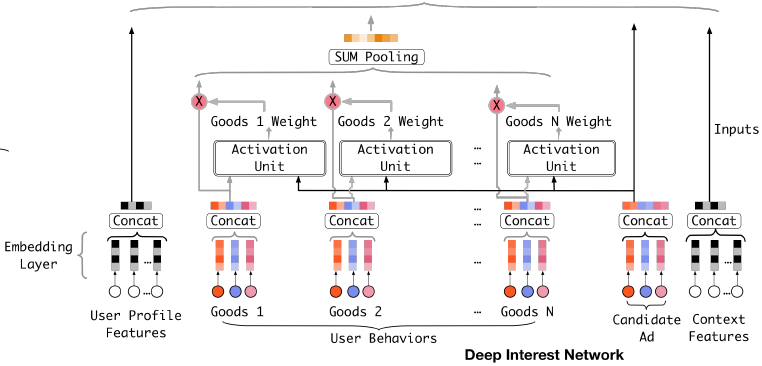 SUM Pooling
X
X
X
Goods 1 Weight
Goods 2 Weight
Goods N Weight
Inputs
Activation
Unit
Activation
Unit
...
...
Activation
Unit
Concat
Concat
Concat
...
...
Concat
Concat
Concat
Embedding
Layer
...
...
...
...
User Profile
Features
Goods 1
Goods 2
...
Goods N
User Behaviors
Candidate
Ad
Context
Features
Deep Interest Network